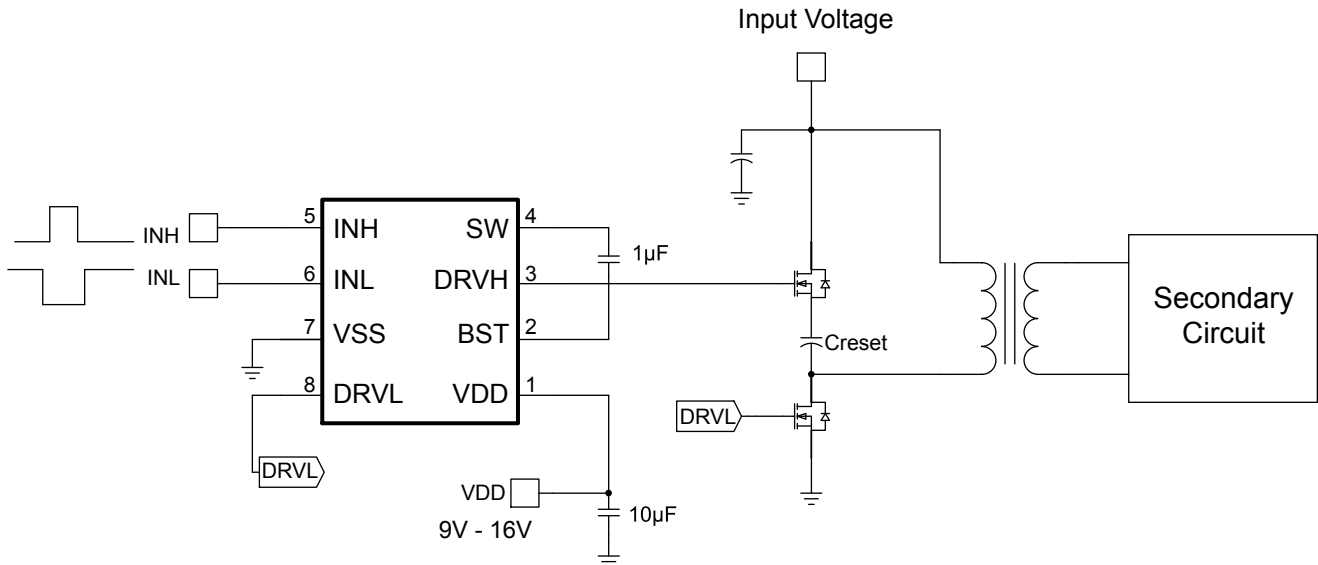 Input Voltage
INH
INL
5
INH
6
INL
7
VSS
8
DRVL
SW
4
DRVH
3
BST
2
VDD
1
1µF
DRVL
VDD
9V - 16V
10µF
Creset
DRVL
Secondary
Circuit